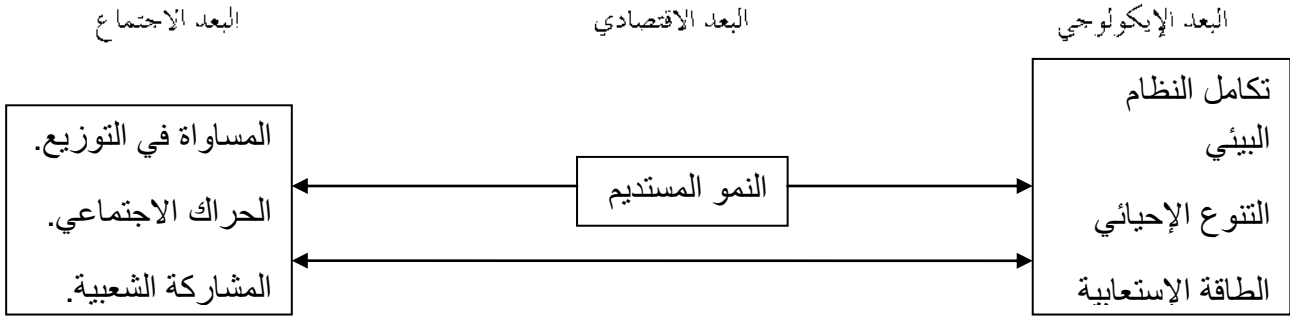 البعد الإيكولوجي
البعد الاقتصادي
البعد الاجتماع
تكامل النظام
البيئي
التنوع الإحيائي
الطاقة الإستعابية
النمو المستديم
المساواة في التوزيع.
الحراك الاجتماعي.
المشاركة الشعبية.